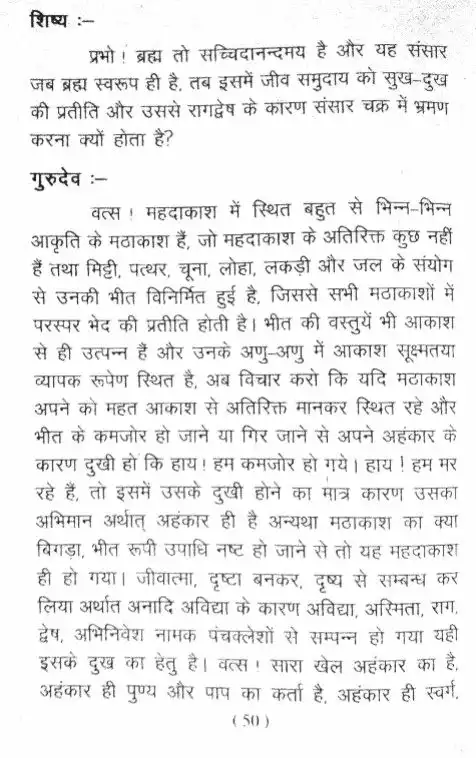 शिष्य :–
प्रभो ! ब्रह्म तो सच्चिदानन्दमय है और यह संसार
जब ब्रह्म स्वरूप ही है, तब इसमें जीव समुदाय को सुख–दुख
की प्रतीति और उससे रागद्वेष के कारण संसार चक्र में भ्रमण
करना क्यों होता है?
गुरुदेव :–
वत्स ! महदाकाश में स्थित बहुत से भिन्न–भिन्न
आकृति के मठाकाश हैं, जो महदाकाश के अतिरिक्त कुछ नहीं
हैं तथा मिट्टी, पत्थर, चूना, लोहा, लकड़ी और जल के संयोग
से उनकी भीत विनिर्मित हुई है, जिससे सभी मठाकाशों में
परस्पर भेद की प्रतीति होती है। भीत की वस्तुयें भी आकाश
से ही उत्पन्न हैं और उनके अणु–अणु में आकाश सूक्ष्मतया
व्यापक रूपेण स्थित है, अब विचार करो कि यदि मठाकाश
अपने को महत आकाश से अतिरिक्त मानकर स्थित रहे और
भीत के कमजोर हो जाने या गिर जाने से अपने अहंकार के
कारण दुखी हो कि हाय ! हम कमजोर हो गये। हाय ! हम मर
रहे हैं, तो इसमें उसके दुखी होने का मात्र कारण उसका
अभिमान अर्थात् अहंकार ही है अन्यथा मठाकाश का क्या
बिगड़ा, भीत रूपी उपाधि नष्ट हो जाने से तो यह महदाकाश
ही हो गया। जीवात्मा, दृष्टा बनकर, दृष्य से सम्बन्ध कर
लिया अर्थात अनादि अविद्या के कारण अविद्या, अस्मिता, राग,
द्वेष, अभिनिवेश नामक पंचक्लेशों से सम्पन्न हो गया यही
इसके दुख का हेतु है। वत्स ! सारा खेल अहंकार का है,
अहंकार ही पुण्य और पाप का कर्ता है, अहंकार ही स्वर्ग,
( 50 )